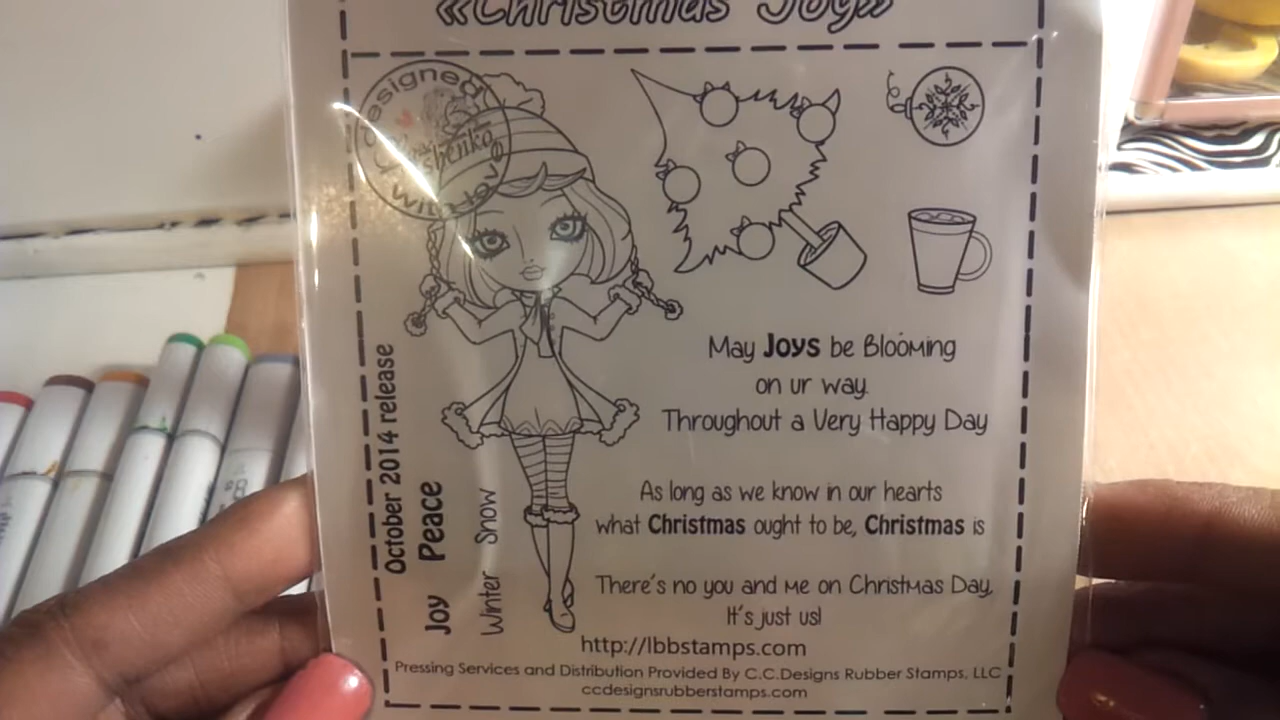 «Christmas Joy»
Designed
With
May Joys be Blooming
on ur way.
Throughout a Very Happy Day
As long as we know in our hearts
what Christmas ought to be, Christmas is
There's no you and me on Christmas Day,
It's just us!
October 2014 release
Joy Peace
Winter Snow
http://lbbstamps.com
Pressing Services and Distribution Provided By C.C.Designs Rubber Stamps, LLC
ccdesignsrubberstamps.com